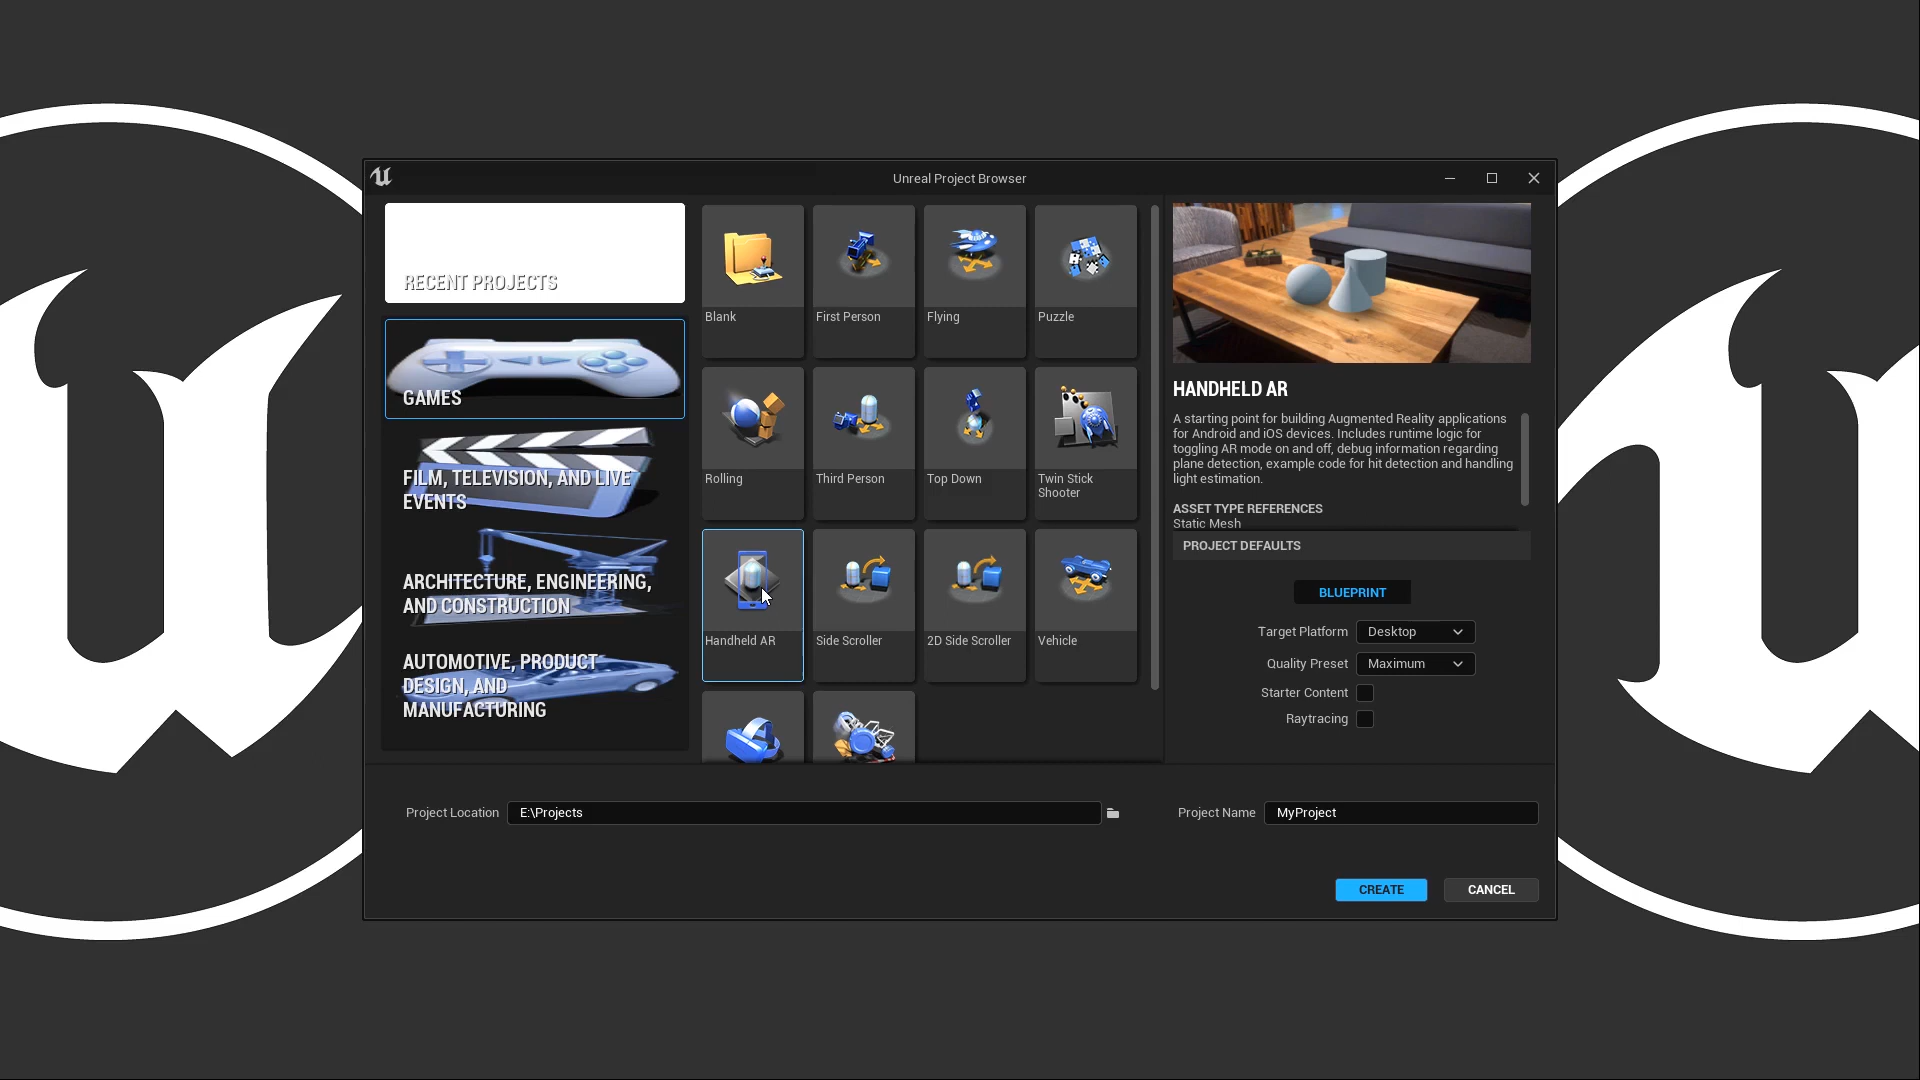 Unreal Project Browser
RECENT PROJECTS
GAMES
FILM, TELEVISION, AND LIVE
EVENTS
ARCHITECTURE, ENGINEERING,
AND CONSTRUCTION
AUTOMOTIVE, PRODUCT
DESIGN, AND
MANUFACTURING
Blank
First Person
Flying
Puzzle
Rolling
Third Person
Top Down
Twin Stick
Shooter
Handheld AR
Side Scroller
2D Side Scroller
Vehicle
HANDHELD AR
A starting point for building Augmented Reality applications
for Android and iOS devices. Includes runtime logic for
toggling AR mode on and off, debug information regarding
plane detection, example code for hit detection and handling
light estimation.
ASSET TYPE REFERENCES
Static Mesh
PROJECT DEFAULTS
BLUEPRINT
Target Platform Desktop
Quality Preset Maximum
Starter Content
Raytracing
Project Location E:\Projects
Project Name MyProject
CREATE
CANCEL